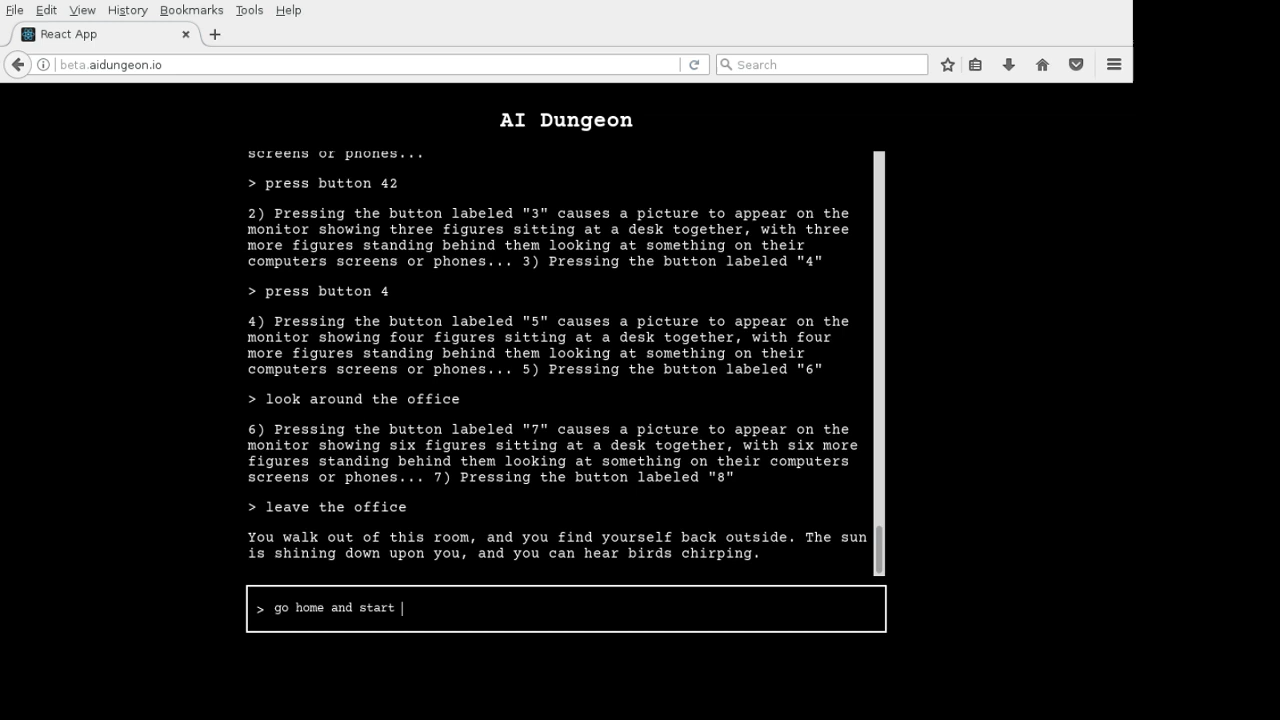 File Edit View History Bookmarks Tools Help
React App
beta.aidungeon.io
Search
AI Dungeon
screens or phones...
> press button 42
2) Pressing the button labeled "3" causes a picture to appear on the
monitor showing three figures sitting at a desk together, with three
more figures standing behind them looking at something on their
computers screens or phones... 3) Pressing the button labeled "4"
> press button 4
4) Pressing the button labeled "5" causes a picture to appear on the
monitor showing four figures sitting at a desk together, with four
more figures standing behind them looking at something on their
computers screens or phones... 5) Pressing the button labeled "6"
> look around the office
6) Pressing the button labeled "7" causes a picture to appear on the
monitor showing six figures sitting at a desk together, with six more
figures standing behind them looking at something on their computers
screens or phones... 7) Pressing the button labeled "8"
> leave the office
You walk out of this room, and you find yourself back outside. The sun
is shining down upon you, and you can hear birds chirping.
> go home and start